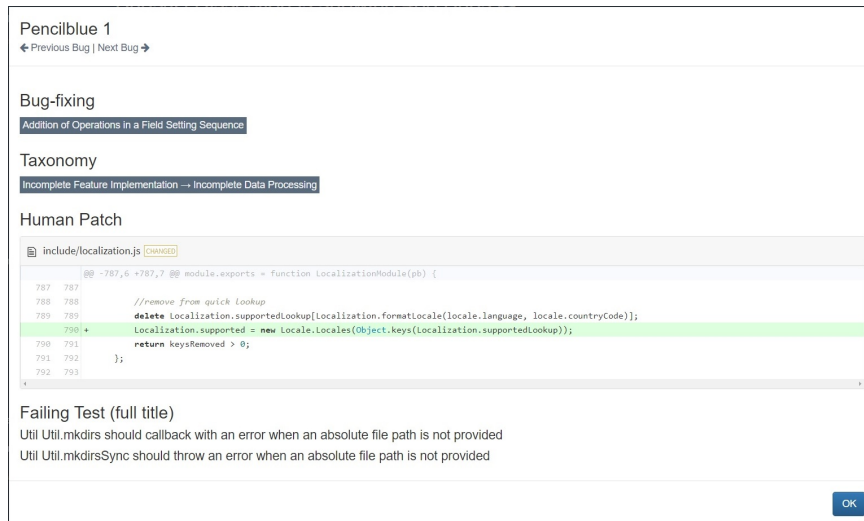 Pencilblue 1
← Previous Bug | Next Bug →
Bug-fixing
Addition of Operations in a Field Setting Sequence
Taxonomy
Incomplete Feature Implementation → Incomplete Data Processing
Human Patch
include/localization.js CHANGED
@@ -787,6 +787,7 @@ module.exports = function LocalizationModule(pb) {
787 787
788 788 //remove from quick lookup
789 789 delete Localization.supportedLookup[Localization.formatLocale(locale.language, locale.countryCode)];
790 + Localization.supported = new Locale.Locales(Object.keys(Localization.supportedLookup));
790 791 return keysRemoved > 0;
791 792 };
792 793
Failing Test (full title)
Util Util.mkdirs should callback with an error when an absolute file path is not provided
Util Util.mkdirsSync should throw an error when an absolute file path is not provided
OK